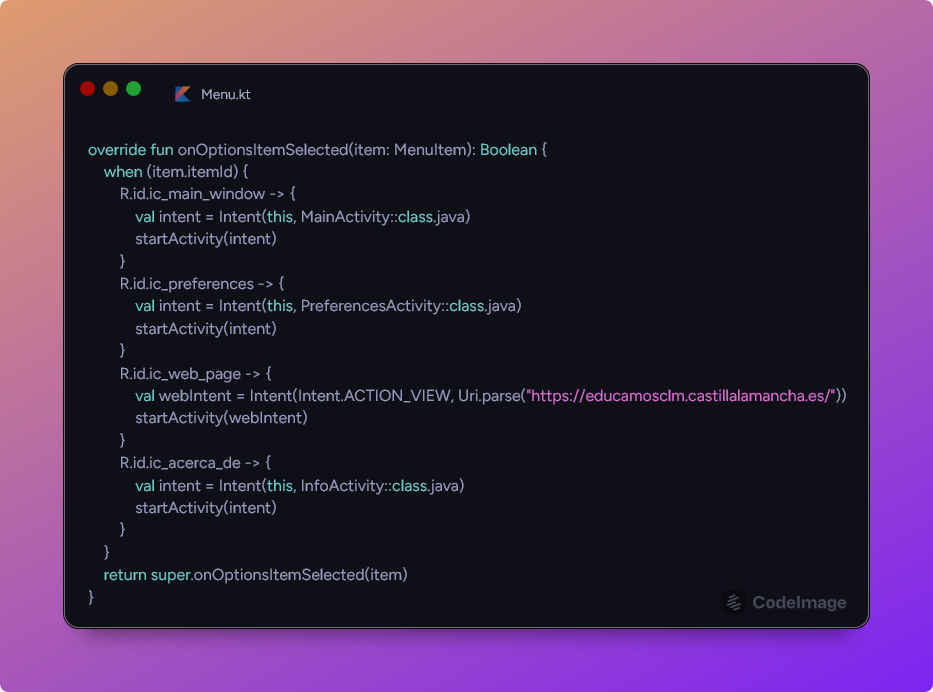 Menu.kt
override fun onOptionsItemSelected(item: MenuItem): Boolean {
    when (item.itemId) {
        R.id.ic_main_window -> {
            val intent = Intent(this, MainActivity::class.java)
            startActivity(intent)
        }
        R.id.ic_preferences -> {
            val intent = Intent(this, PreferencesActivity::class.java)
            startActivity(intent)
        }
        R.id.ic_web_page -> {
            val webIntent = Intent(Intent.ACTION_VIEW, Uri.parse("https://educamosclm.castillalamancha.es/"))
            startActivity(webIntent)
        }
        R.id.ic_acerca_de -> {
            val intent = Intent(this, InfoActivity::class.java)
            startActivity(intent)
        }
    }
    return super.onOptionsItemSelected(item)
}
CodeImage